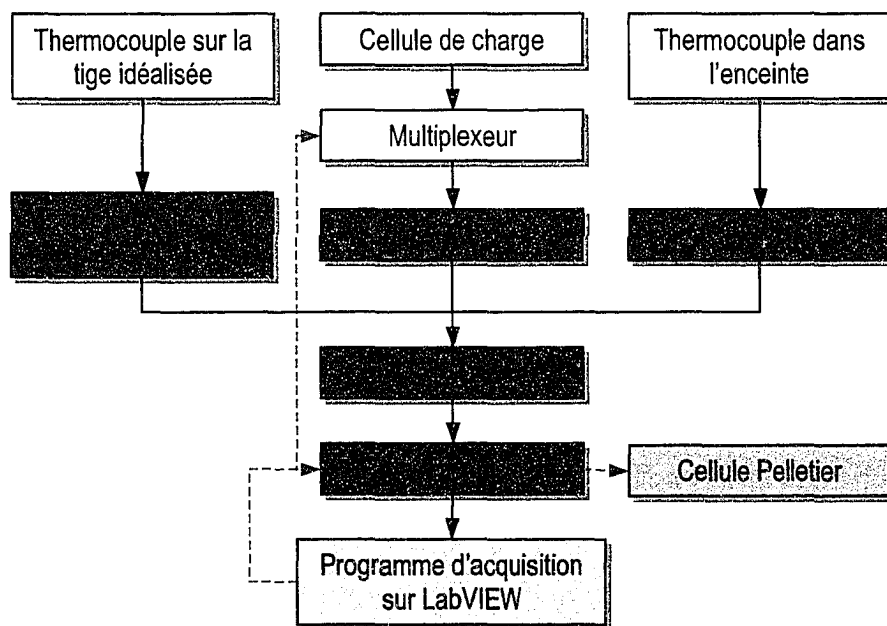 Thermocouple sur la
tige idéalisée
Cellule de charge
Thermocouple dans
l'enceinte
Multiplexeur
Cellule Pelletier
Programme d'acquisition
sur LabVIEW